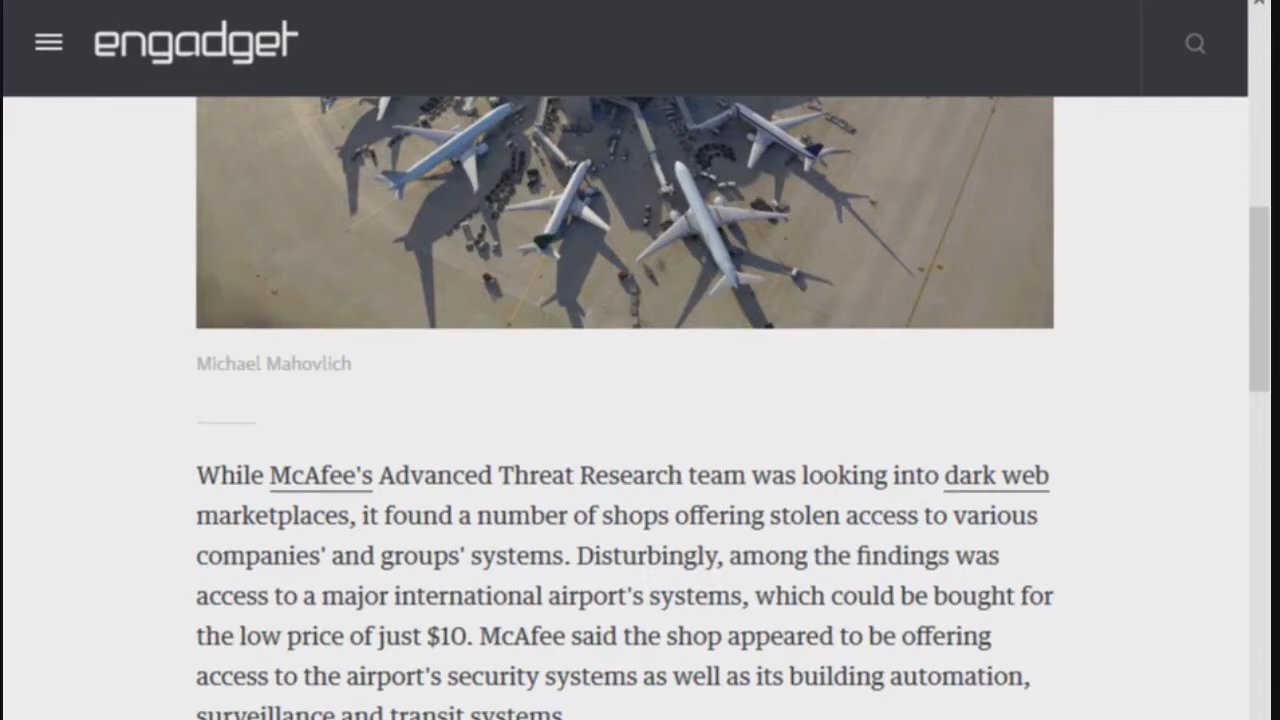 engadget
Michael Mahovlich
While McAfee's Advanced Threat Research team was looking into dark web
marketplaces, it found a number of shops offering stolen access to various
companies' and groups' systems. Disturbingly, among the findings was
access to a major international airport's systems, which could be bought for
the low price of just $10. McAfee said the shop appeared to be offering
access to the airport's security systems as well as its building automation,
surveillance and transit systems.